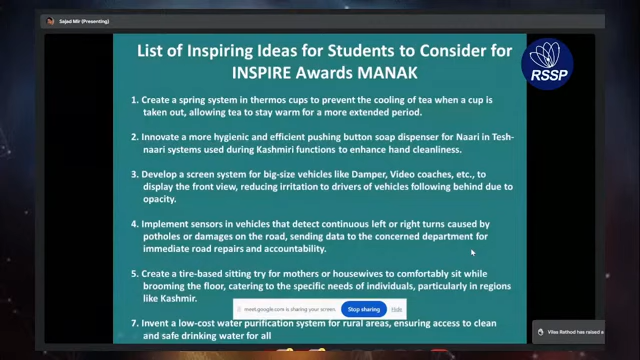 Sajad Mir (Presenting)
List of Inspiring Ideas for Students to Consider for
INSPIRE Awards MANAK
RSSP
1. Create a spring system in thermos cups to prevent the cooling of tea when a cup is
taken out, allowing tea to stay warm for a more extended period.
2. Innovate a more hygienic and efficient pushing button soap dispenser for Naari in Tesh-
naari systems used during Kashmiri functions to enhance hand cleanliness.
3. Develop a screen system for big-size vehicles like Damper, Video coaches, etc., to
display the front view, reducing irritation to drivers of vehicles following behind due to
opacity.
4. Implement sensors in vehicles that detect continuous left or right turns caused by
potholes or damages on the road, sending data to the concerned department for
immediate road repairs and accountability.
5. Create a tire-based sitting try for mothers or housewives to comfortably sit while
brooming the floor, catering to the specific needs of individuals, particularly in regions
like Kashmir.
meet.google.com is sharing your screen.
Stop sharing
Hide
7. Invent a low-cost water purification system for rural areas, ensuring access to clean
and safe drinking water for all
Vilas Rathod has raised a